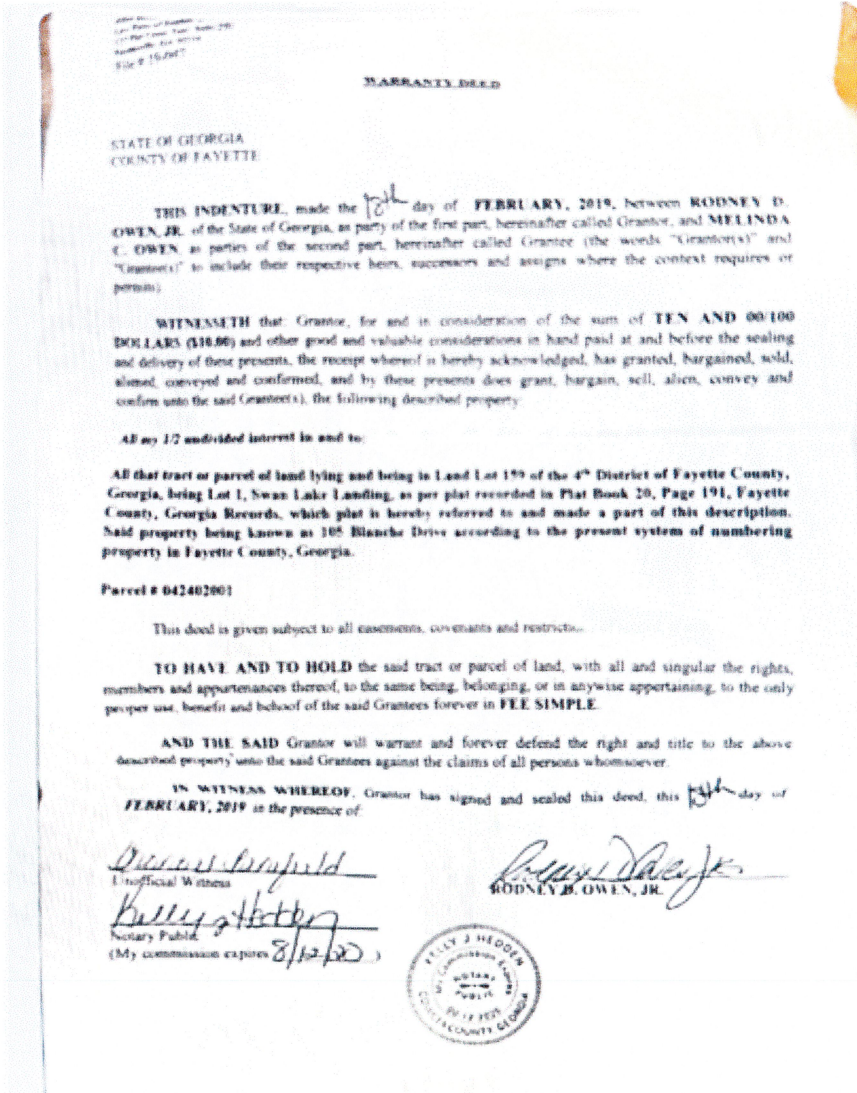 File #
WARRANTY DEED
STATE OF GEORGIA
COUNTY OF FAYETTE
THIS INDENTURE, made the day of FEBRUARY, 2019, between RODNEY D.
OWEN, JR. of the State of Georgia, as party of the first part, hereinafter called Grantor, and MELINDA
C. OWEN, as parties of the second part, hereinafter called Grantee (the words "Grantor(s)" and
"Grantee(s)" to include their respective heirs, successors and assigns where the context requires or
permits).
WITNESSETH that: Grantor, for and in consideration of the sum of TEN AND 00/100
DOLLARS ($10.00) and other good and valuable considerations in hand paid at and before the sealing
and delivery of these presents, the receipt whereof is hereby acknowledged, has granted, bargained, sold,
aliened, conveyed and confirmed, and by these presents does grant, bargain, sell, alien, convey and
confirm unto the said Grantee(s), the following described property:
All my 1/2 undivided interest in and to:
All that tract or parcel of land lying and being in Land Lot 199 of the 4th District of Fayette County,
Georgia, being Lot 1, Swan Lake Landing, as per plat recorded in Plat Book 20, Page 191, Fayette
County, Georgia Records, which plat is hereby referred to and made a part of this description.
Said property being known as 105 Blanche Drive according to the present system of numbering
property in Fayette County, Georgia.
Parcel # 042402001
This deed is given subject to all easements, covenants and restrictions.
TO HAVE AND TO HOLD the said tract or parcel of land, with all and singular the rights,
members and appurtenances thereof, to the same being, belonging, or in anywise appertaining, to the only
proper use, benefit and behoof of the said Grantees forever in FEE SIMPLE.
AND THE SAID Grantor will warrant and forever defend the right and title to the above
described property unto the said Grantees against the claims of all persons whomsoever.
IN WITNESS WHEREOF, Grantor has signed and sealed this deed, this day of
FEBRUARY, 2019 in the presence of:
Unofficial Witness
RODNEY D. OWEN, JR.
Kelly J Hedden
Notary Public
(My commission expires 8/12/20)
KELLY J HEDDEN
My Commission Expires
NOTARY
PUBLIC
COWETA COUNTY GEORGIA